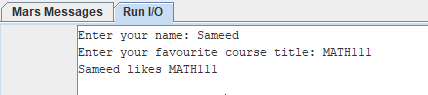 Mars Messages Run I/O
Enter your name: Sameed
Enter your favourite course title: MATH111
Sameed likes MATH111